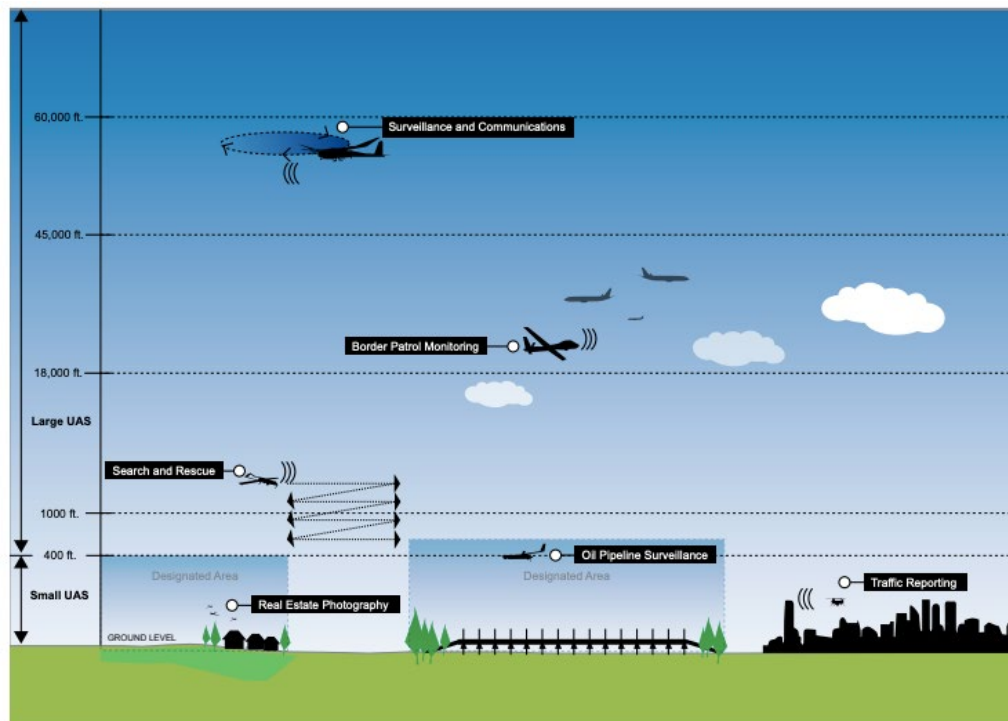 60,000 ft.
Surveillance and Communications
45,000 ft.
Border Patrol Monitoring
18,000 ft.
Large UAS
Search and Rescue
1000 ft.
400 ft.
Oil Pipeline Surveillance
Designated Area
Designated Area
Traffic Reporting
Small UAS
Real Estate Photography
GROUND LEVEL